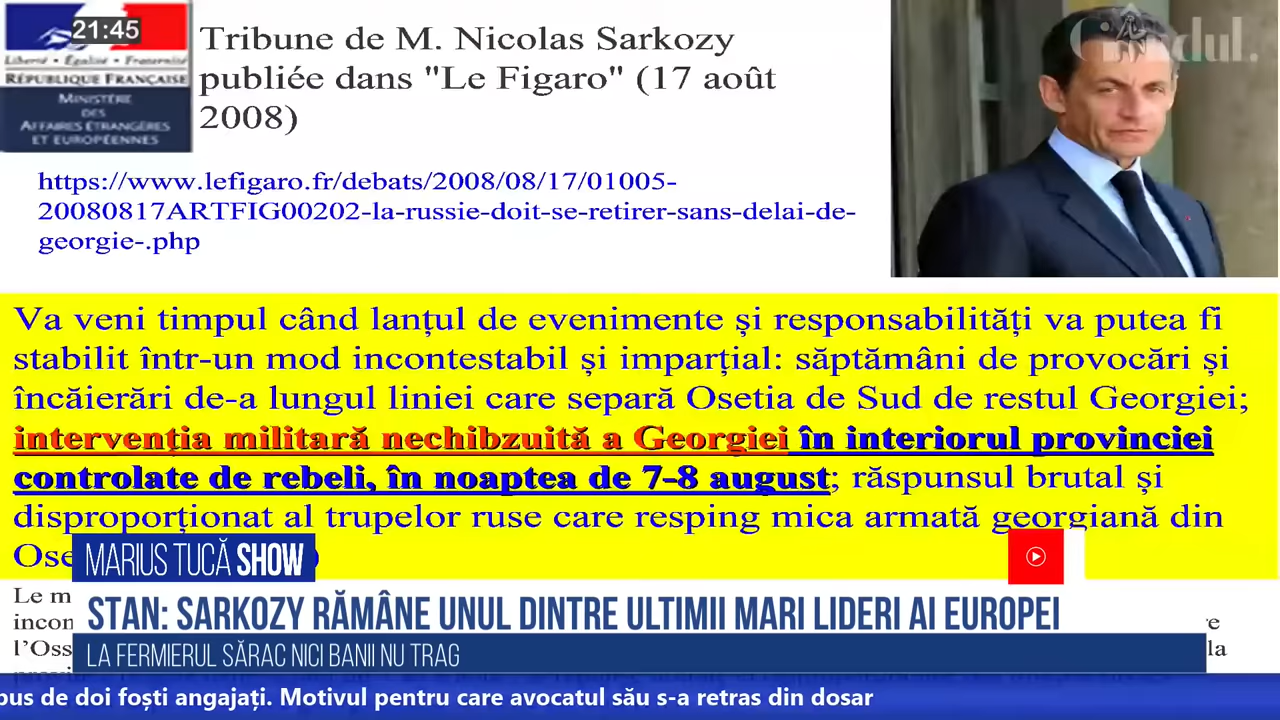 21:45
Liberté • Égalité • Fraternité
RÉPUBLIQUE FRANÇAISE
MINISTÈRE
DES
AFFAIRES ÉTRANGÈRES
ET EUROPÉENNES
Tribune de M. Nicolas Sarkozy
publiée dans "Le Figaro" (17 août
2008)
Gândul.
https://www.lefigaro.fr/debats/2008/08/17/01005-
20080817ARTFIG00202-la-russie-doit-se-retirer-sans-delai-de-
georgie-.php
Va veni timpul când lanțul de evenimente și responsabilități va putea fi
stabilit într-un mod incontestabil și imparțial: săptămâni de provocări și
încăierări de-a lungul liniei care separă Osetia de Sud de restul Georgiei;
intervenția militară nechibzuită a Georgiei în interiorul provinciei
controlate de rebeli, în noaptea de 7-8 august; răspunsul brutal și
disproporționat al trupelor ruse care resping mica armată georgiană din
Ose
MARIUS TUCĂ SHOW
Le m
incon
l'Oss
la
STAN: SARKOZY RĂMÂNE UNUL DINTRE ULTIMII MARI LIDERI AI EUROPEI
LA FERMIERUL SĂRAC NICI BANII NU TRAG
pus de doi foști angajați. Motivul pentru care avocatul său s-a retras din dosar